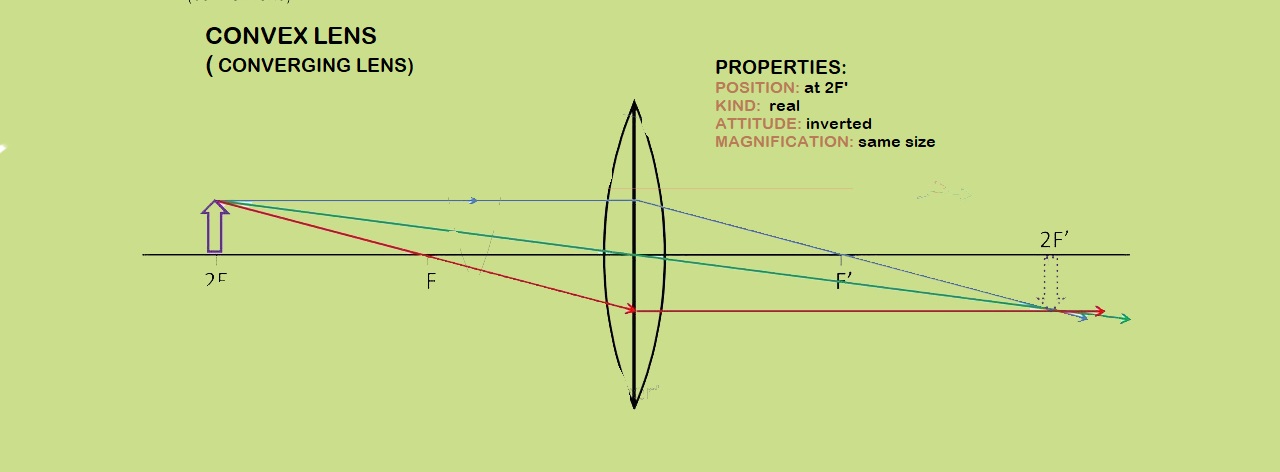 CONVEX LENS
( CONVERGING LENS)
PROPERTIES:
POSITION: at 2F'
KIND: real
ATTITUDE: inverted
MAGNIFICATION: same size
2F'
2F
F
F'